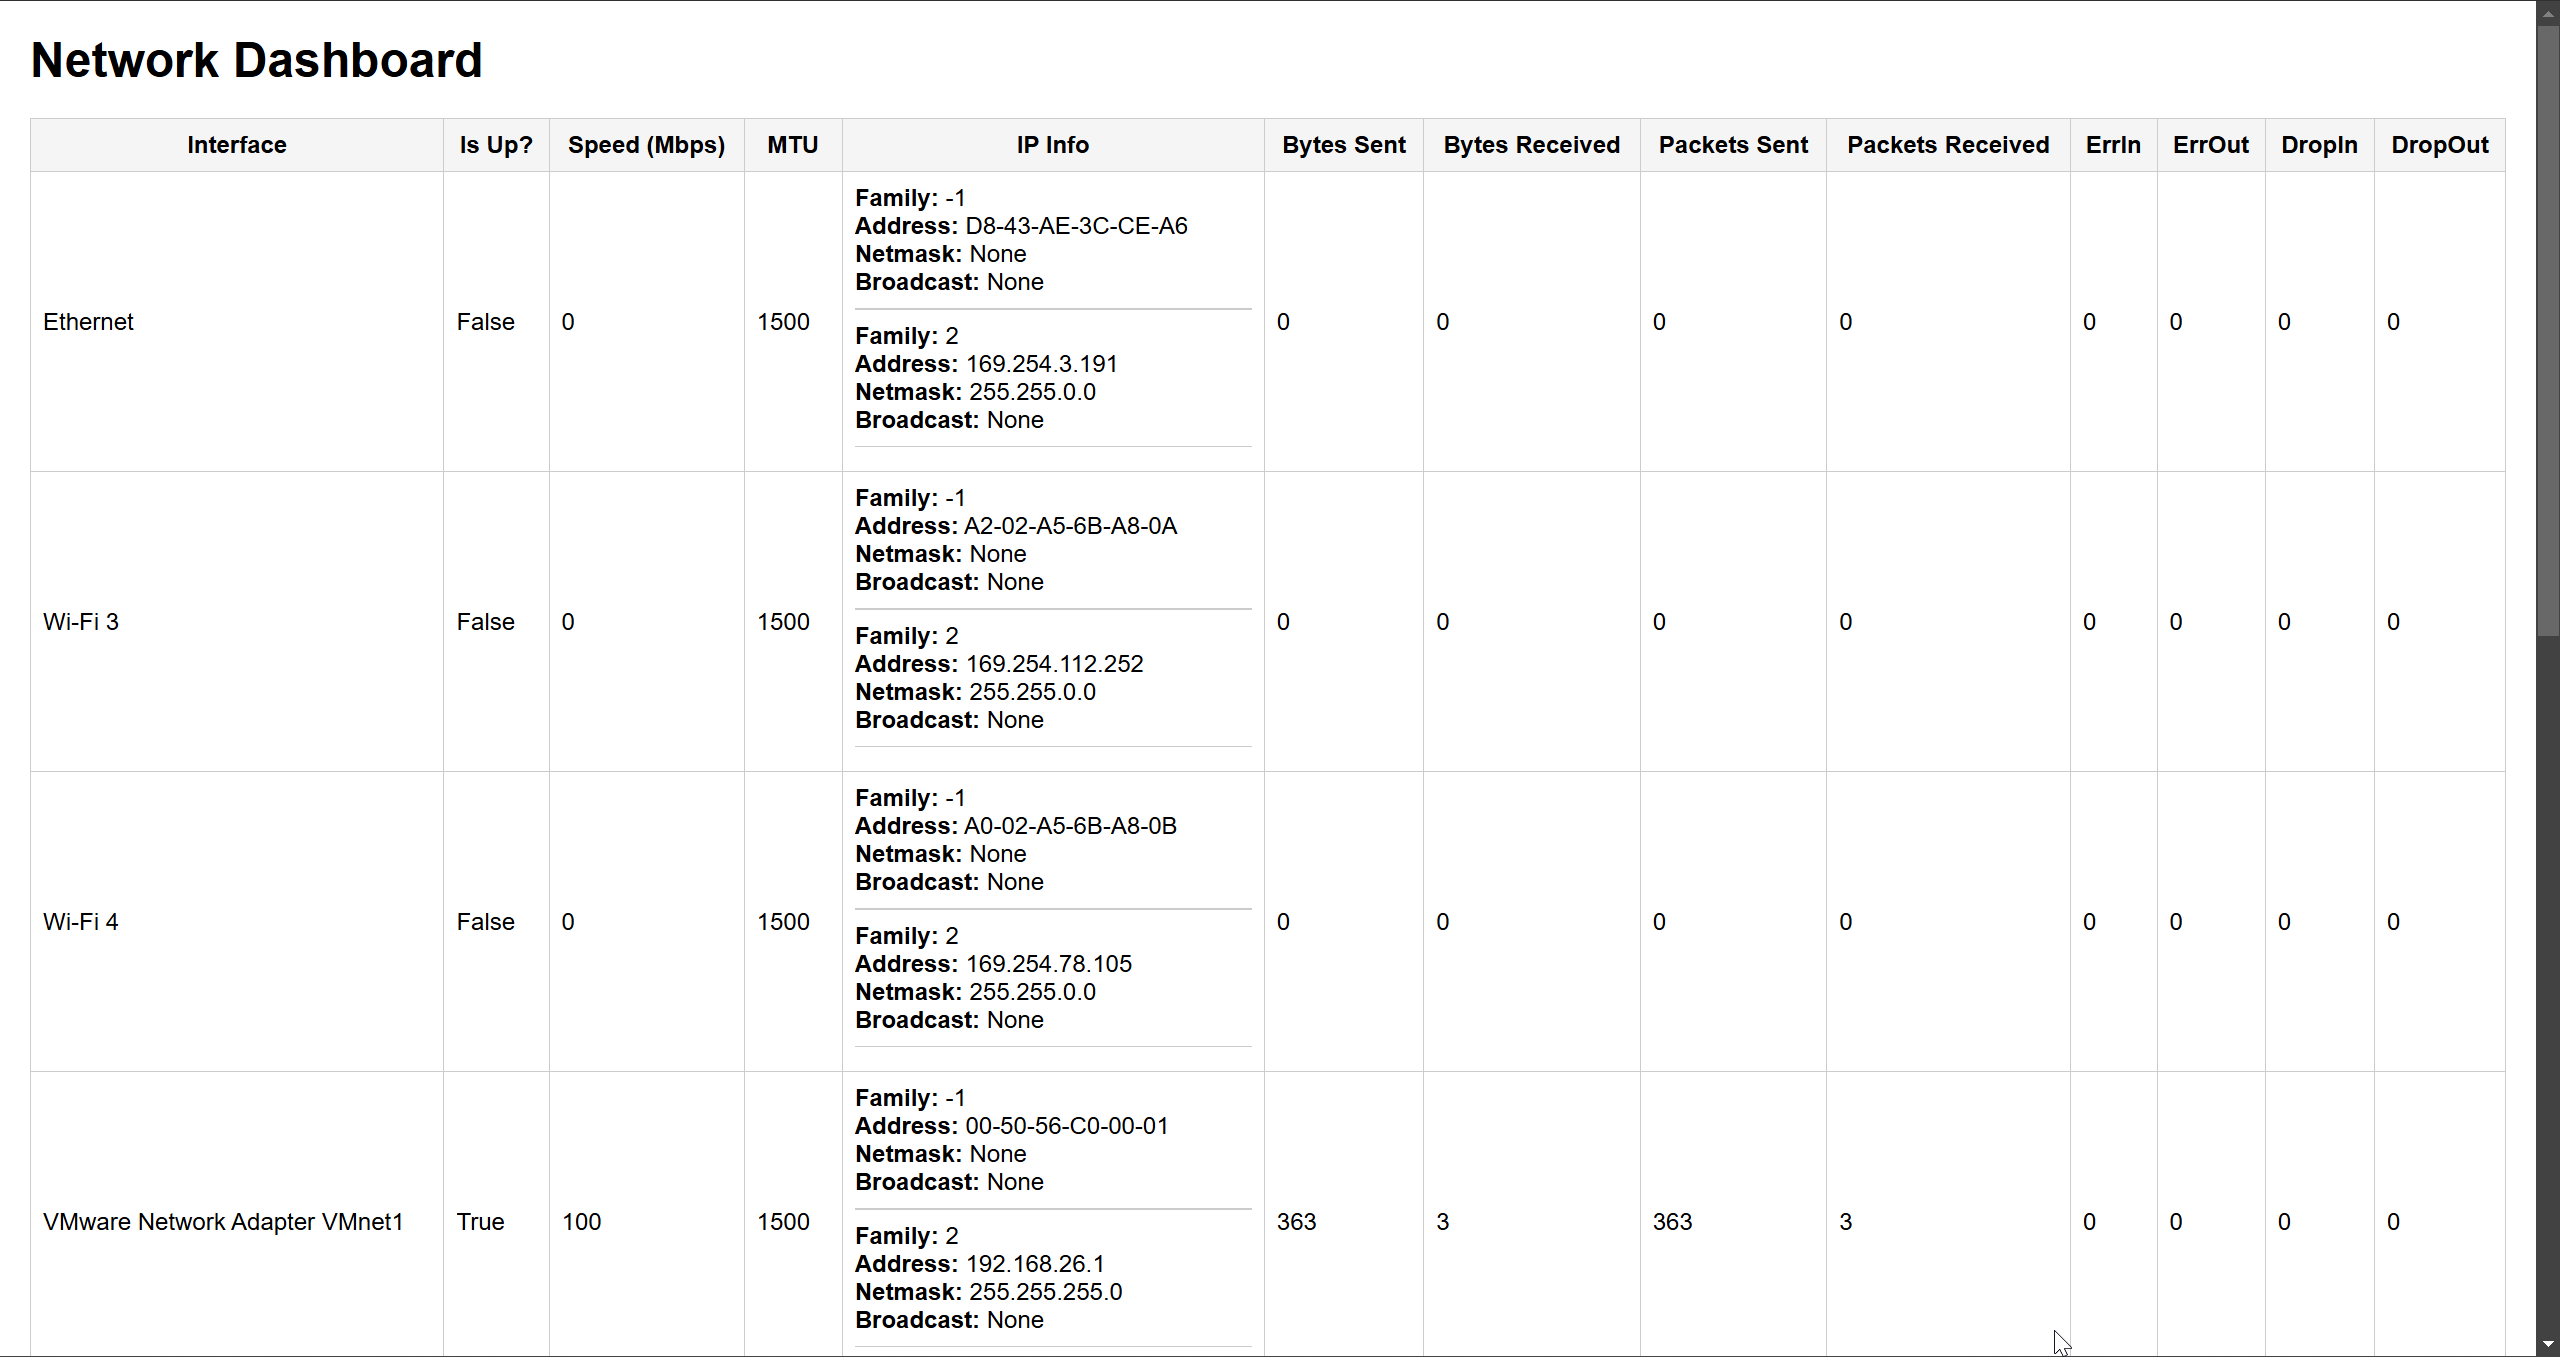 Network Dashboard
Interface Is Up? Speed (Mbps) MTU IP Info Bytes Sent Bytes Received Packets Sent Packets Received ErrIn ErrOut DropIn DropOut
Family: -1
Address: D8-43-AE-3C-CE-A6
Netmask: None
Broadcast: None
Ethernet False 0 1500 0 0 0 0 0 0 0 0
Family: 2
Address: 169.254.3.191
Netmask: 255.255.0.0
Broadcast: None
Family: -1
Address: A2-02-A5-6B-A8-0A
Netmask: None
Broadcast: None
Wi-Fi 3 False 0 1500 0 0 0 0 0 0 0 0
Family: 2
Address: 169.254.112.252
Netmask: 255.255.0.0
Broadcast: None
Family: -1
Address: A0-02-A5-6B-A8-0B
Netmask: None
Broadcast: None
Wi-Fi 4 False 0 1500 0 0 0 0 0 0 0 0
Family: 2
Address: 169.254.78.105
Netmask: 255.255.0.0
Broadcast: None
Family: -1
Address: 00-50-56-C0-00-01
Netmask: None
Broadcast: None
VMware Network Adapter VMnet1 True 100 1500 363 3 363 3 0 0 0 0
Family: 2
Address: 192.168.26.1
Netmask: 255.255.255.0
Broadcast: None